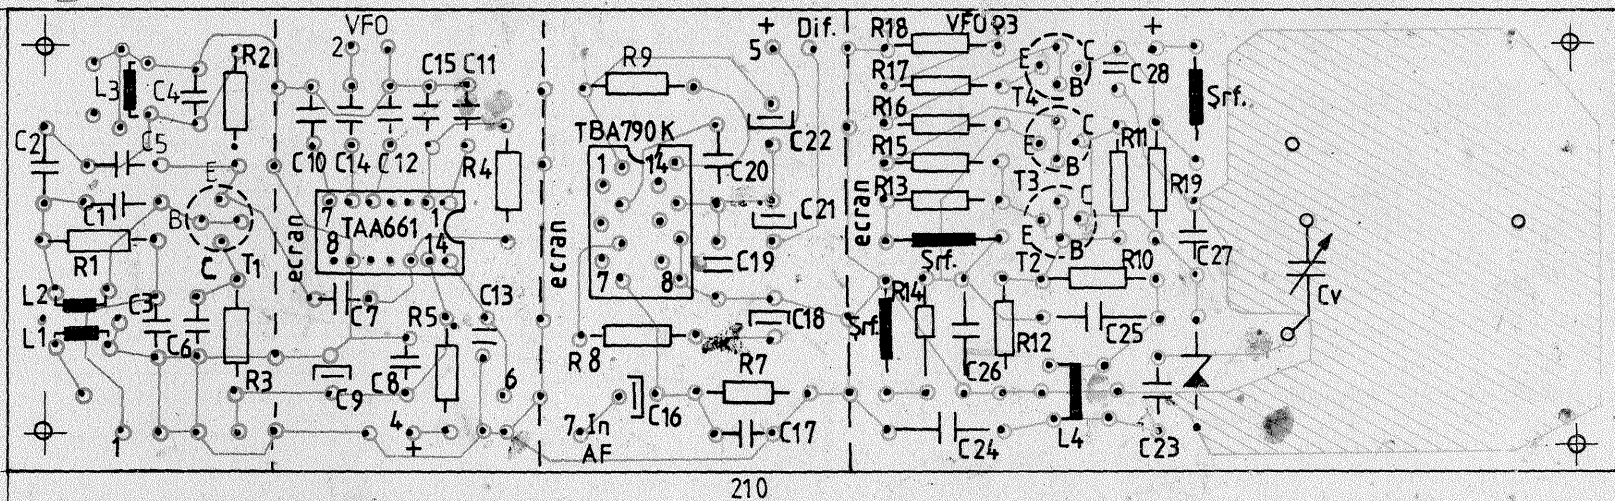 VFO
+ Dif.
R18
VFO P3
+
R2
2
C15 C11
R9
5
E
C
R17
L3
C4
B
C28
Şrf.
T4
R16
C2
C5
TBA790K
C22
C
R11
E
B
R15
C10 C14 C12
R4
1 14
C20
T3
R19
E
R13
C1
B
7
TAA661
1
C21
C
ecran
E
B
R1
ecran
8
14
ecran
C
T1
C19
Şrf.
T2
R10
C27
7
8
L2
C3
C7
C13
R14
Cv
L1
C6
R5
C18
Şrf.
C25
R8
R7
R12
R3
C9
C8
6
C26
C16
1
4
+
7 In
AF
C17
C24
L4
C23
210